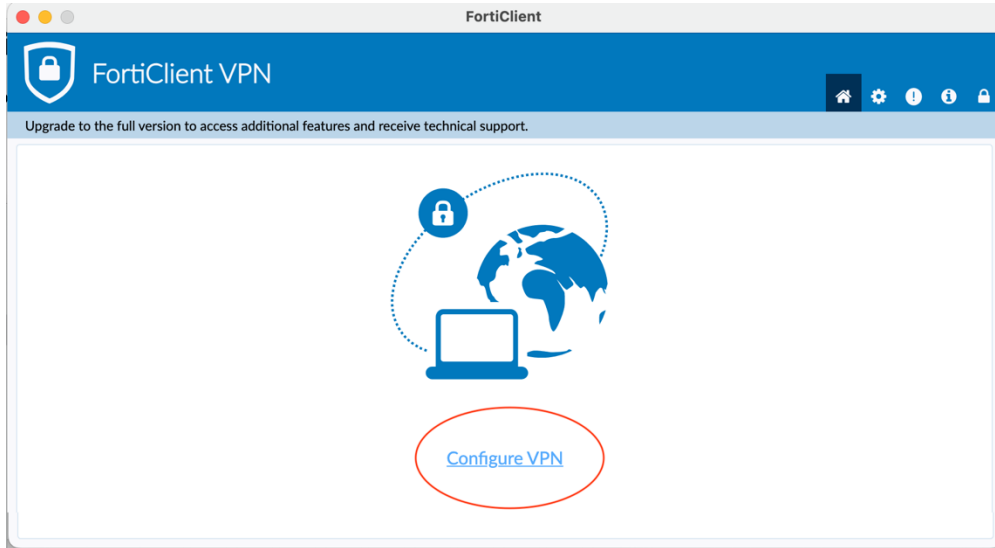 FortiClient
FortiClient VPN
Upgrade to the full version to access additional features and receive technical support.
Configure VPN